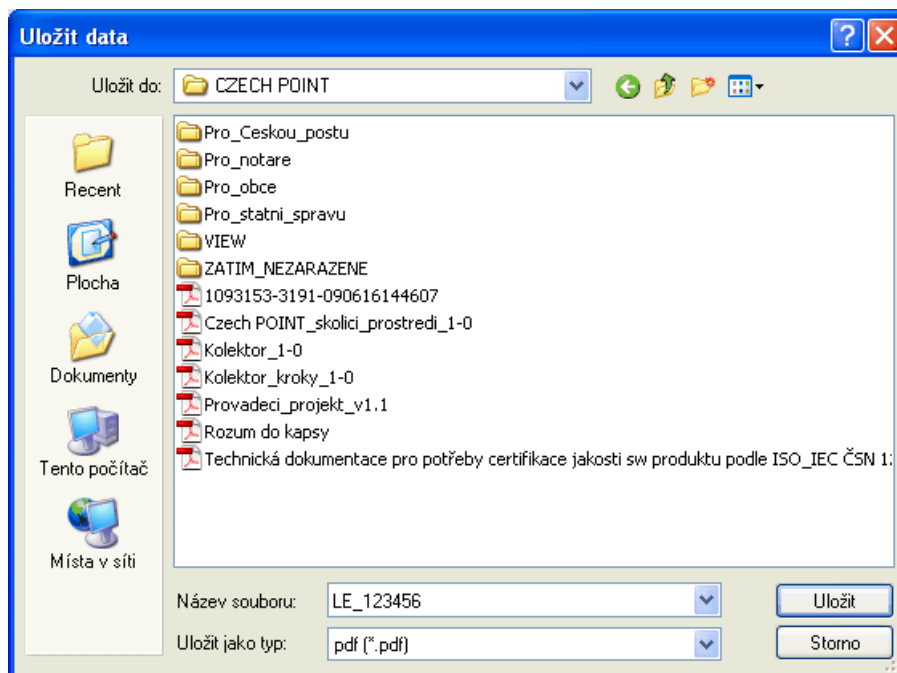 Uložit data
Uložit do: CZECH POINT
Recent
Plocha
Dokumenty
Tento počítač
Místa v síti
Pro_Ceskou_postu
Pro_notare
Pro_obce
Pro_statni_spravu
VIEW
ZATIM_NEZARAZENE
1093153-3191-090616144607
Czech POINT_skolici_prostredi_1-0
Kolektor_1-0
Kolektor_kroky_1-0
Provadeci_projekt_v1.1
Rozum do kapsy
Technická dokumentace pro potřeby certifikace jakosti sw produktu podle ISO_IEC ČSN 12
Název souboru: LE_123456 Uložit
Uložit jako typ: pdf (*.pdf) Storno